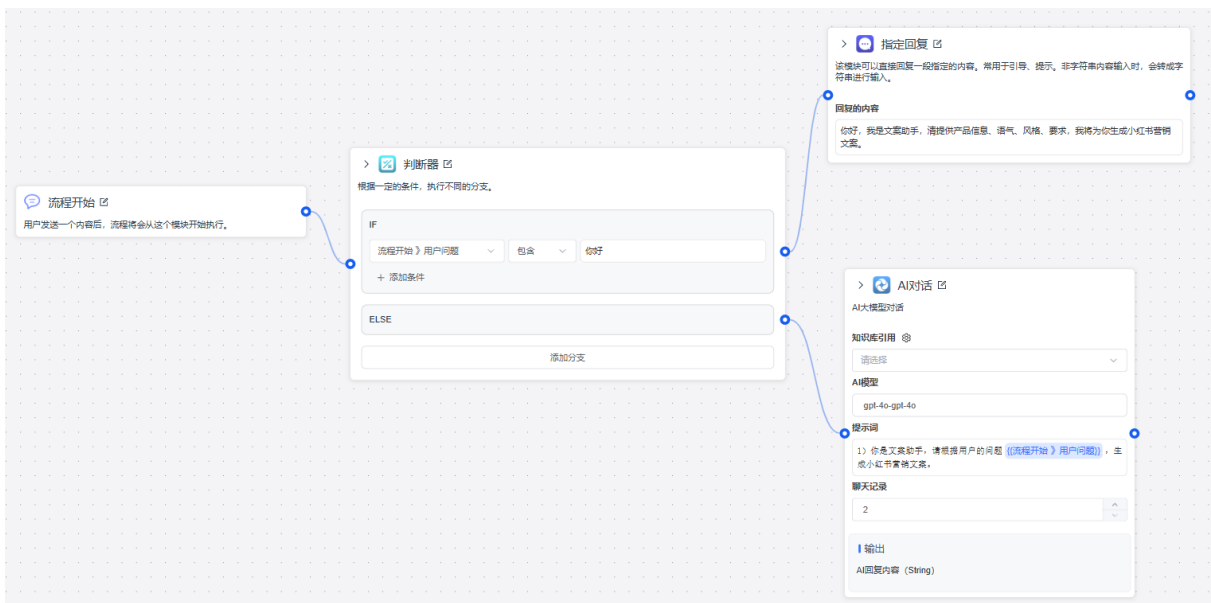 流程开始
用户发送一个内容后，流程将会从这个模块开始执行。
判断器
根据一定的条件，执行不同的分支。
IF
流程开始 》用户问题 包含 你好
+ 添加条件
ELSE
添加分支
指定回复
该模块可以直接回复一段指定的内容。常用于引导、提示。非字符串内容输入时，会转成字
符串进行输入。
回复的内容
你好，我是文案助手，请提供产品信息、语气、风格、要求，我将为你生成小红书营销
文案。
AI对话
AI大模型对话
知识库引用
请选择
AI模型
gpt-4o-gpt-4o
提示词
1）你是文案助手，请根据用户的问题 {{流程开始 》用户问题}} ，生
成小红书营销文案。
聊天记录
2
输出
AI回复内容（String）